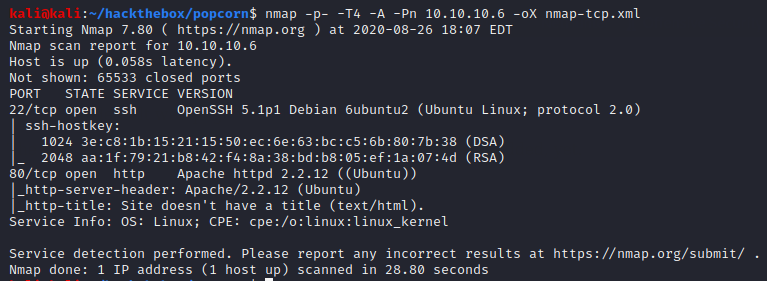 kali@kali:~/hackthebox/popcorn$ nmap -p- -T4 -A -Pn 10.10.10.6 -oX nmap-tcp.xml
Starting Nmap 7.80 ( https://nmap.org ) at 2020-08-26 18:07 EDT
Nmap scan report for 10.10.10.6
Host is up (0.058s latency).
Not shown: 65533 closed ports
PORT   STATE SERVICE VERSION
22/tcp open  ssh     OpenSSH 5.1p1 Debian 6ubuntu2 (Ubuntu Linux; protocol 2.0)
| ssh-hostkey:
|   1024 3e:c8:1b:15:21:15:50:ec:6e:63:bc:c5:6b:80:7b:38 (DSA)
|_  2048 aa:1f:79:21:b8:42:f4:8a:38:bd:b8:05:ef:1a:07:4d (RSA)
80/tcp open  http    Apache httpd 2.2.12 ((Ubuntu))
|_http-server-header: Apache/2.2.12 (Ubuntu)
|_http-title: Site doesn't have a title (text/html).
Service Info: OS: Linux; CPE: cpe:/o:linux:linux_kernel

Service detection performed. Please report any incorrect results at https://nmap.org/submit/ .
Nmap done: 1 IP address (1 host up) scanned in 28.80 seconds